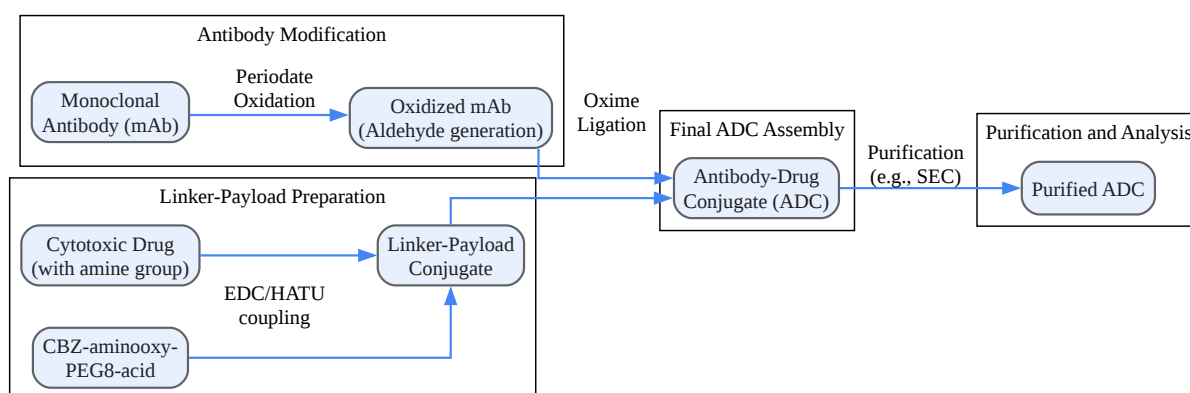 Antibody Modification
Monoclonal
Antibody (mAb)
Periodate
Oxidation
Oxidized mAb
(Aldehyde generation)
Linker-Payload Preparation
Cytotoxic Drug
(with amine group)
EDC/HATU
coupling
CBZ-aminooxy-
PEG8-acid
Linker-Payload
Conjugate
Oxime
Ligation
Final ADC Assembly
Antibody-Drug
Conjugate (ADC)
Purification
(e.g., SEC)
Purification and Analysis
Purified ADC